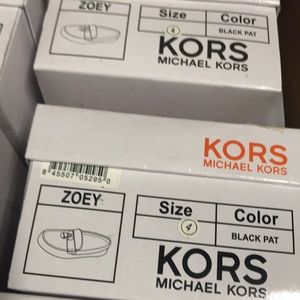 ZOEY
Size Color
4 BLACK PAT
KORS
MICHAEL KORS
KORS
MICHAEL KORS
8 45507 05295 0
ZOEY
Size Color
4 BLACK PAT
KORS
MICHAEL KORS